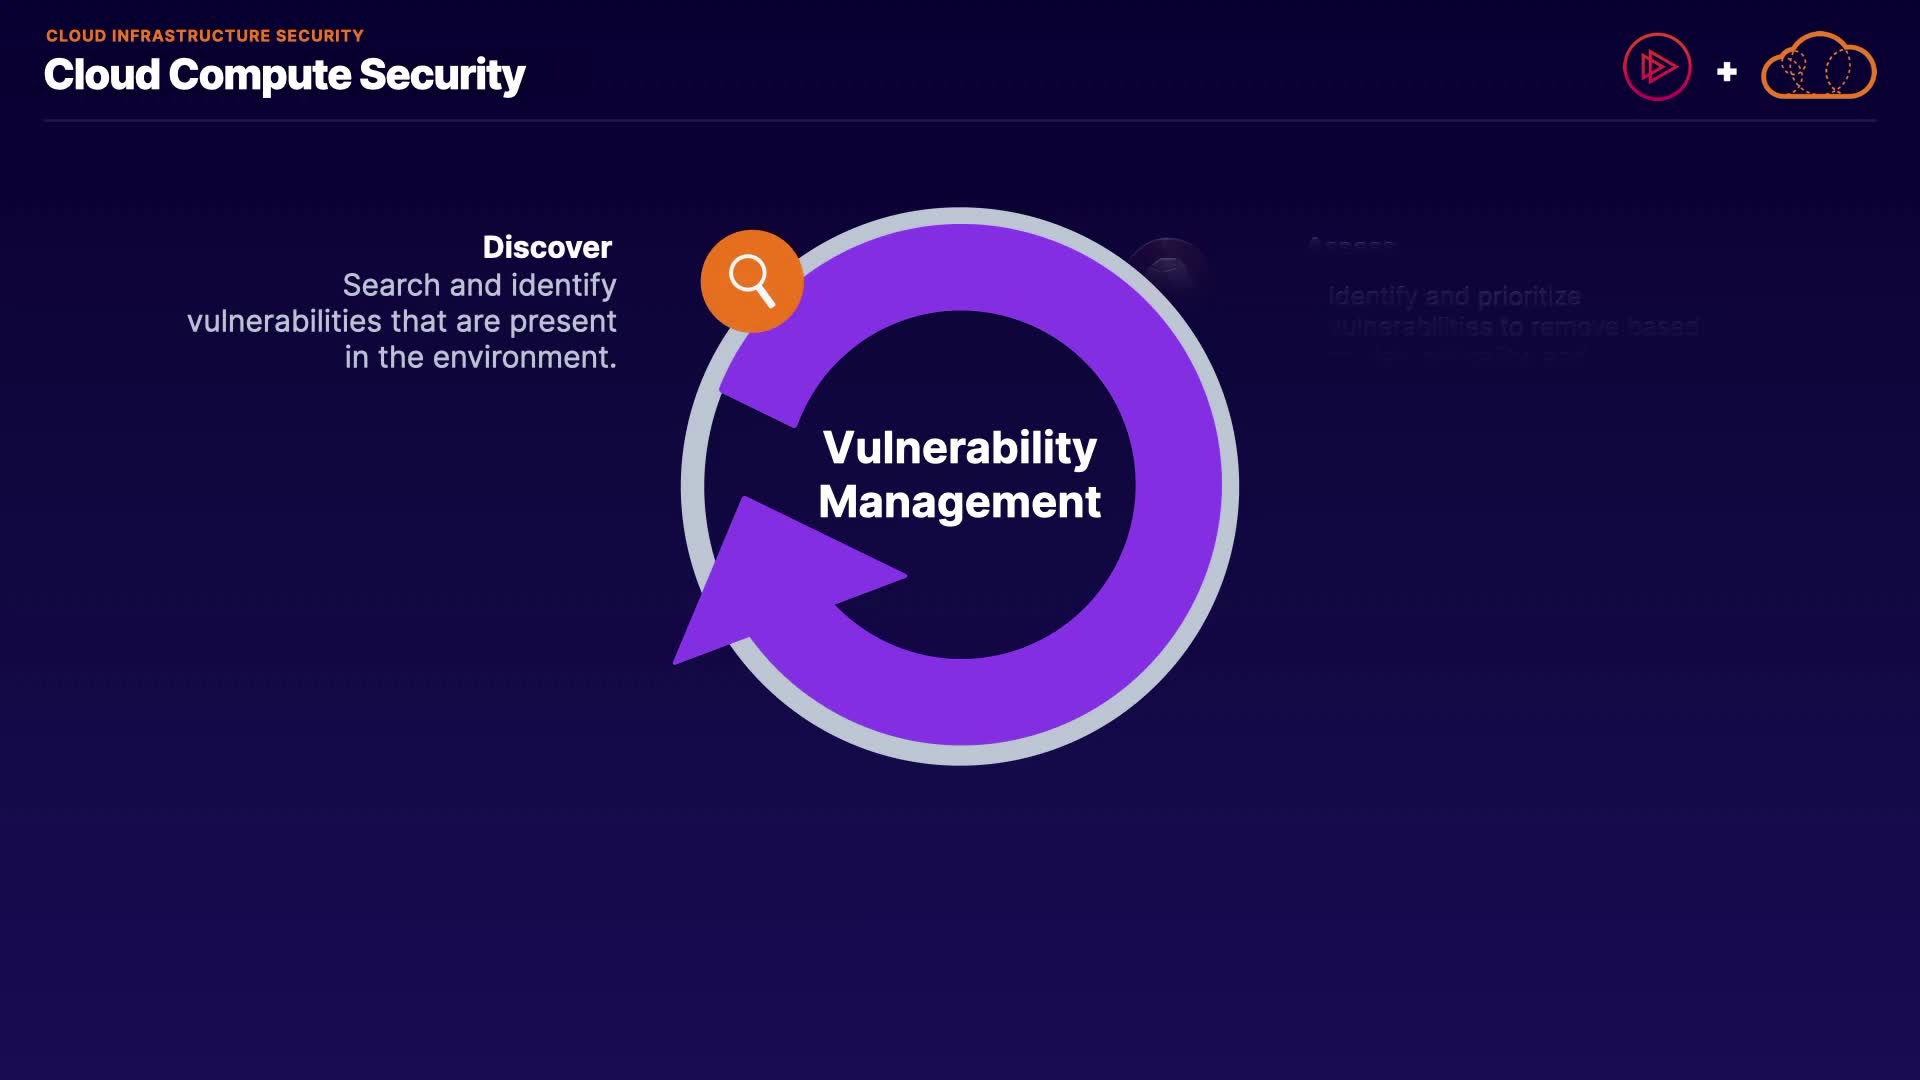 CLOUD INFRASTRUCTURE SECURITY
Cloud Compute Security
Discover
Search and identify
vulnerabilities that are present
in the environment.
Vulnerability
Management
Assess
Identify and prioritize
vulnerabilities to remove based